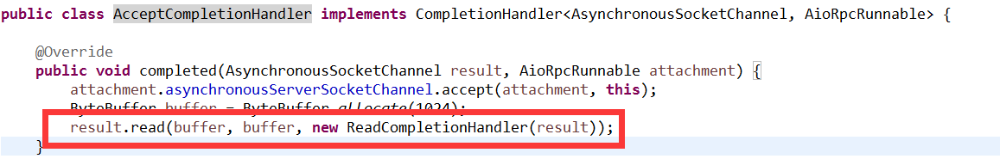 public class AcceptCompletionHandler implements CompletionHandler<AsynchronousSocketChannel, AioRpcRunnable> {
@Override
public void completed(AsynchronousSocketChannel result, AioRpcRunnable attachment) {
attachment.asynchronousServerSocketChannel.accept(attachment, this);
ByteBuffer buffer = ByteBuffer.allocate(1024);
result.read(buffer, buffer, new ReadCompletionHandler(result));
}